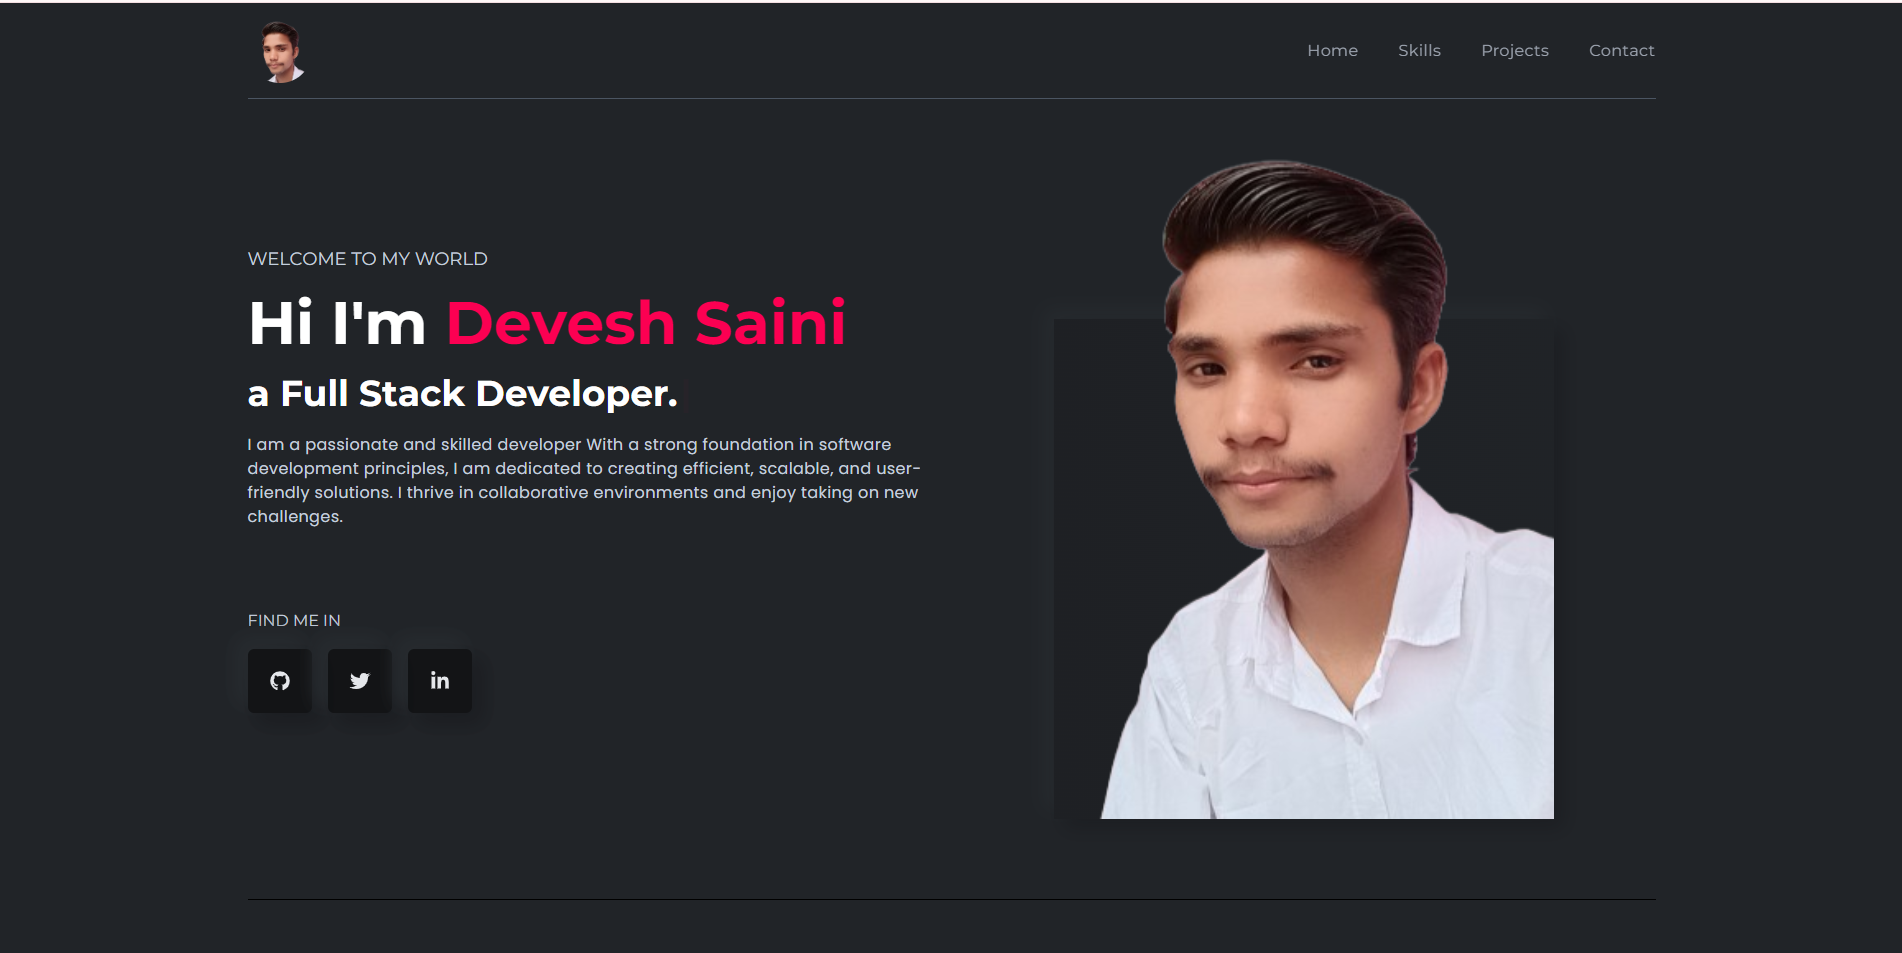 Home Skills Projects Contact
WELCOME TO MY WORLD
Hi I'm Devesh Saini
a Full Stack Developer.
I am a passionate and skilled developer With a strong foundation in software
development principles, I am dedicated to creating efficient, scalable, and user-
friendly solutions. I thrive in collaborative environments and enjoy taking on new
challenges.
FIND ME IN
in